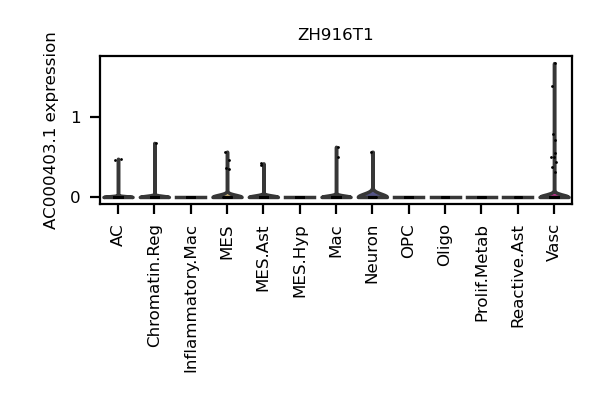 ZH916T1
AC000403.1 expression
1
0
AC
Chromatin.Reg
Inflammatory.Mac
MES
MES.Ast
MES.Hyp
Mac
Neuron
OPC
Oligo
Prolif.Metab
Reactive.Ast
Vasc